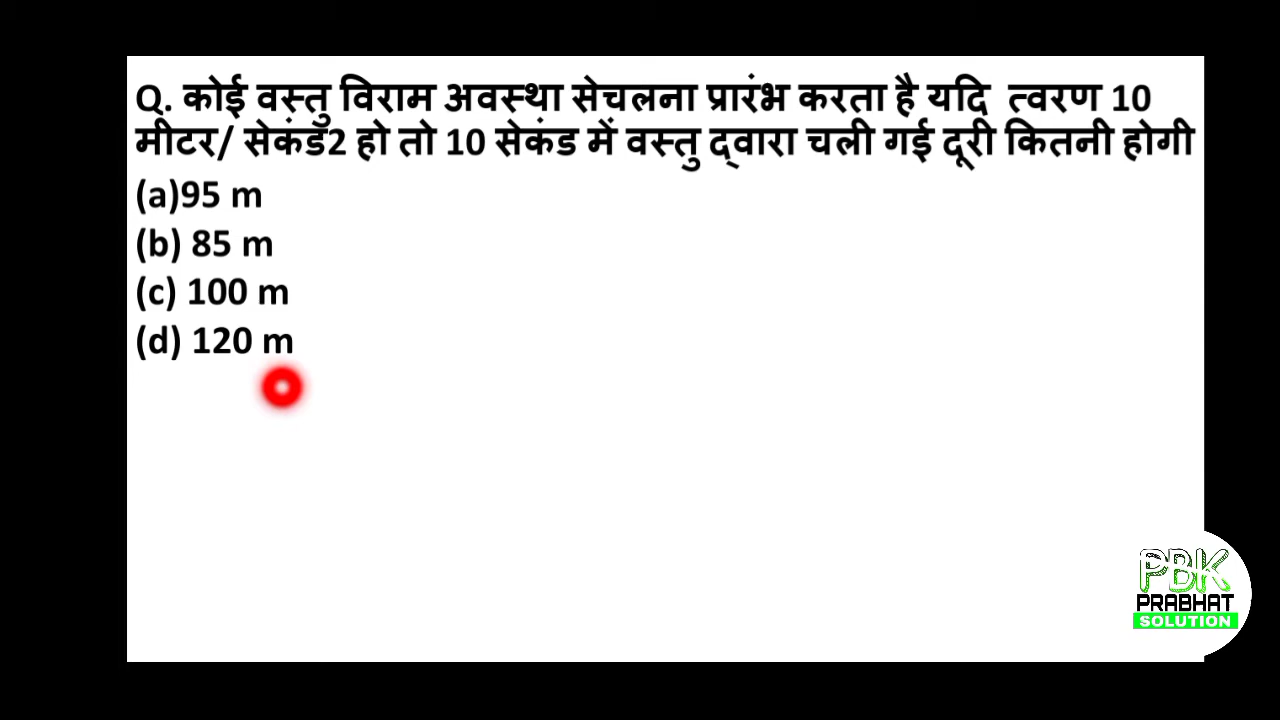 Q. कोई वस्तु विराम अवस्था सेचलना प्रारंभ करता है यदि त्वरण 10
मीटर/ सेकंड2 हो तो 10 सेकंड में वस्तु द्वारा चली गई दूरी कितनी होगी
(a)95 m
(b) 85 m
(c) 100 m
(d) 120 m
PBK
PRABHAT
SOLUTION